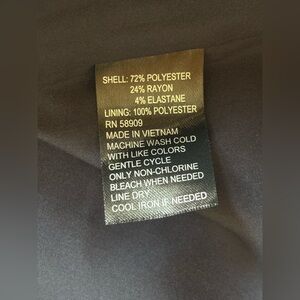 SHELL: 72% POLYESTER
24% RAYON
4% ELASTANE
LINING: 100% POLYESTER
RN 58909
MADE IN VIETNAM
MACHINE WASH COLD
WITH LIKE COLORS
GENTLE CYCLE
ONLY NON-CHLORINE
BLEACH WHEN NEEDED
LINE DRY
COOL IRON IF NEEDED